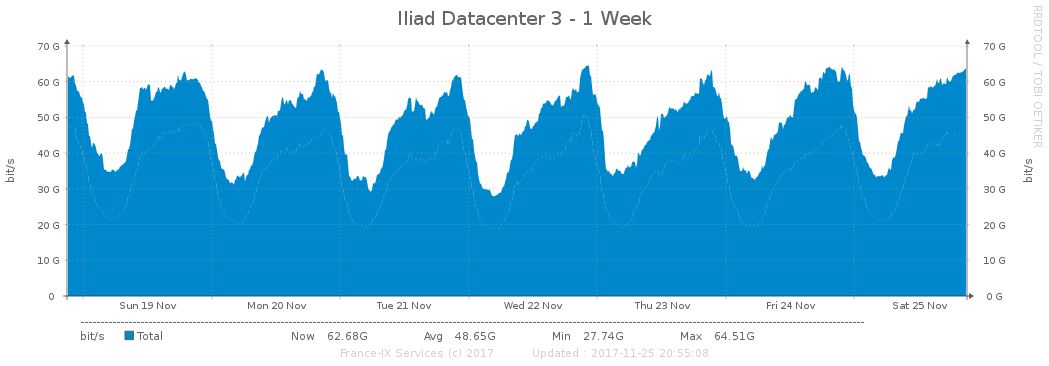 Iliad Datacenter 3 - 1 Week
RRDTOOL / TOBI OETIKER
70 G 70 G
60 G 60 G
50 G 50 G
40 G 40 G
30 G 30 G
20 G 20 G
10 G 10 G
0 0 G
bit/s bit/s
Sun 19 Nov Mon 20 Nov Tue 21 Nov Wed 22 Nov Thu 23 Nov Fri 24 Nov Sat 25 Nov
bit/s Total Now 62.68G Avg 48.65G Min 27.74G Max 64.51G
France-IX Services (c) 2017 Updated : 2017-11-25 20:55:08